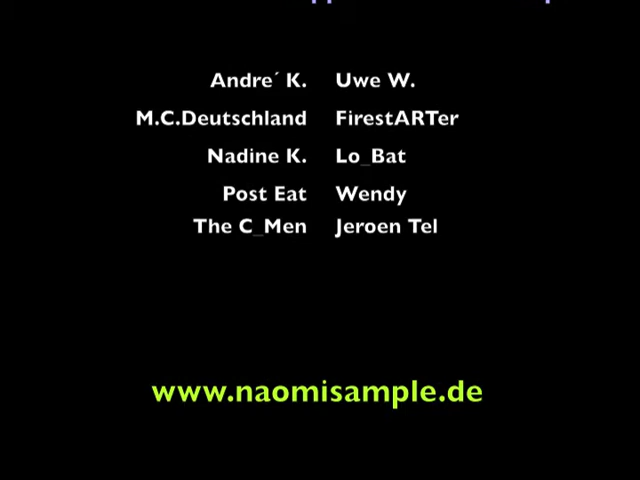 Andre´ K. Uwe W.
M.C.Deutschland FirestARTer
Nadine K. Lo_Bat
Post Eat Wendy
The C_Men Jeroen Tel
www.naomisample.de